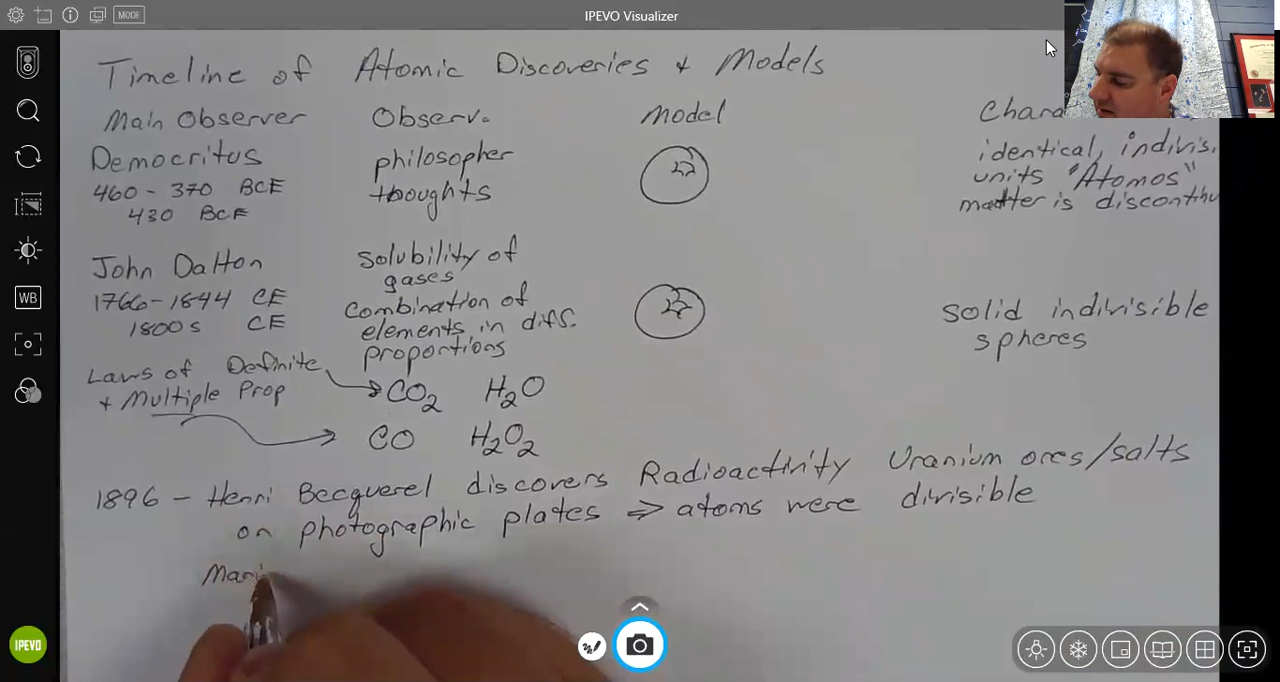 IPEVO Visualizer
MODE
WB
IPEVO
Timeline of Atomic Discoveries + Models
Main Observer Observ. Model Chara
Democritus philosopher identical, indivis.
460 - 370 BCE thoughts units "Atomos"
430 BCE matter is discontinu
John Dalton solubility of
gases
1766-1844 CE combination of solid indivisible
1800s CE elements in diff. spheres
proportions
Laws of Definite
+ Multiple Prop CO2 H2O
CO H2O2
1896 - Henri Becquerel discovers Radioactivity Uranium ores/salts
on photographic plates => atoms were divisible
Mari